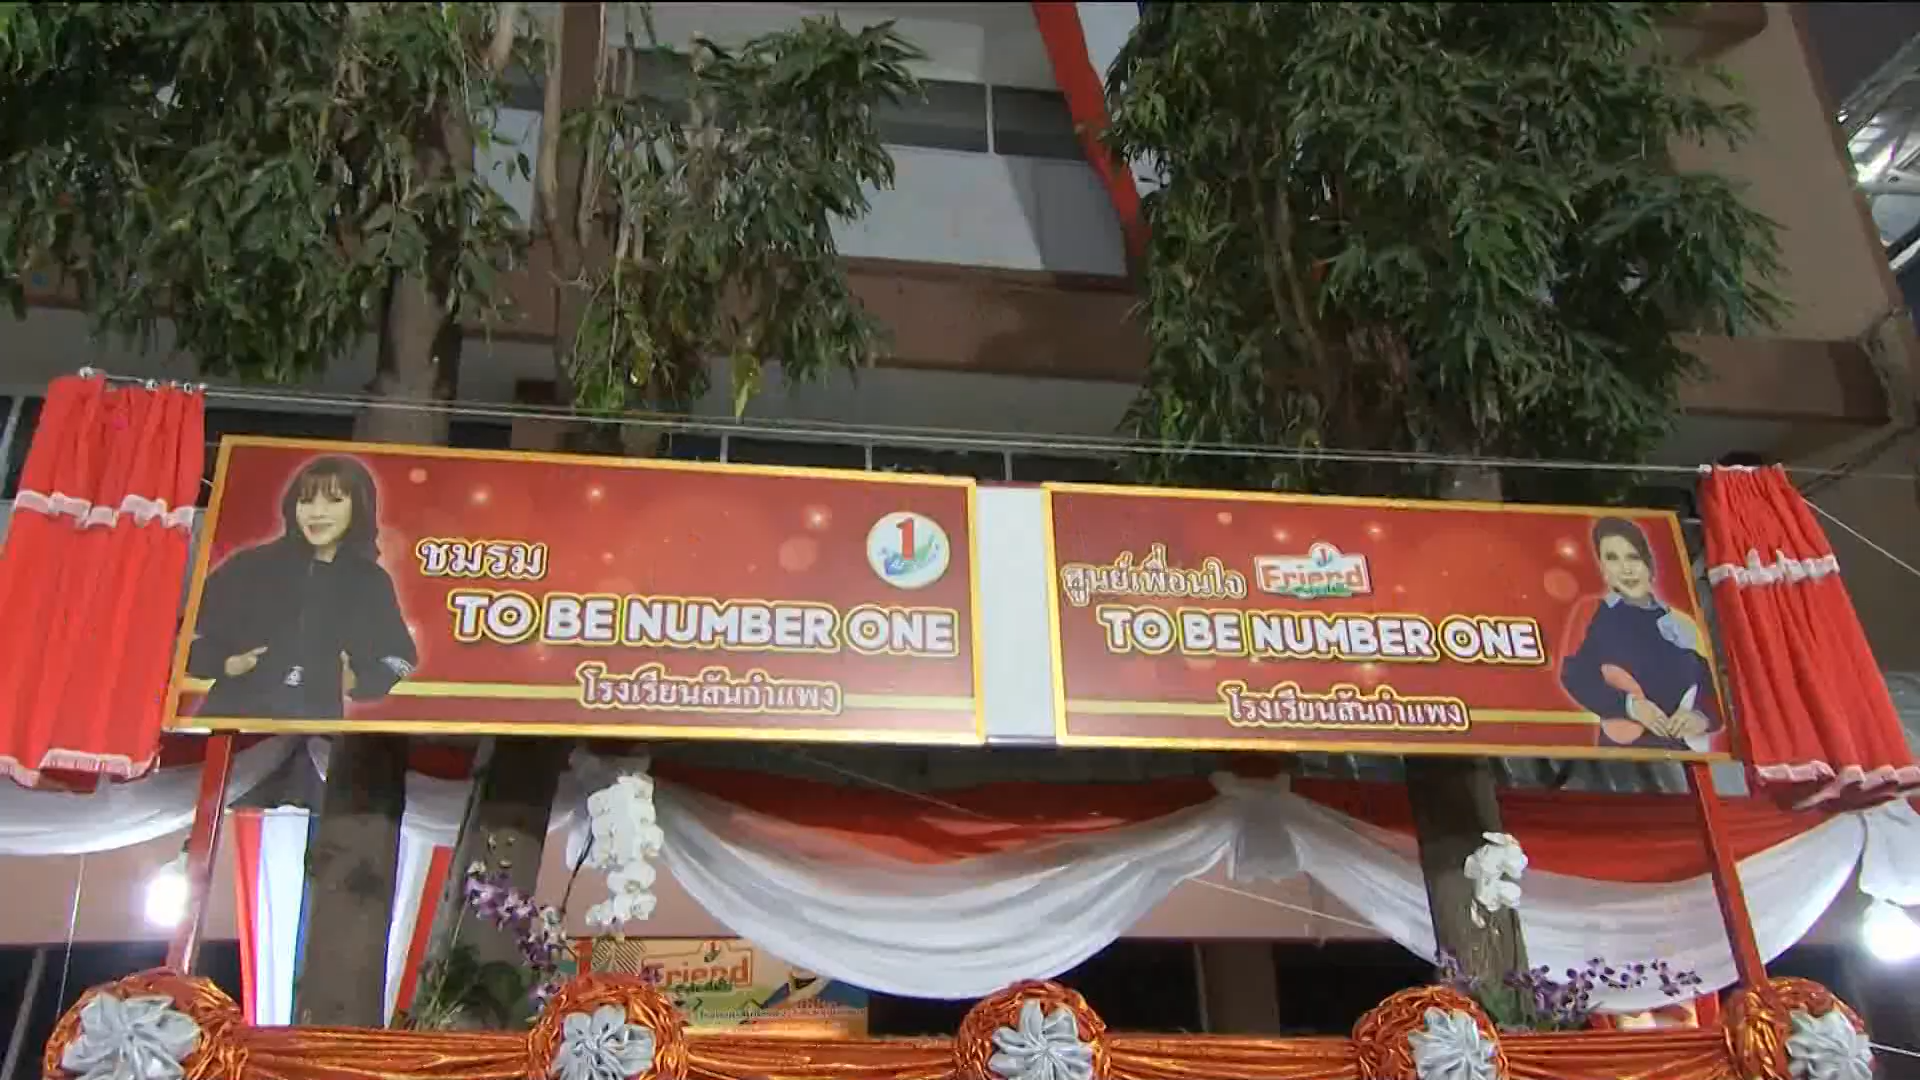 ชมรม
1
TO BE NUMBER ONE
โรงเรียนสันกำแพง
ศูนย์เพื่อนใจ Friend
TO BE NUMBER ONE
โรงเรียนสันกำแพง
Friend